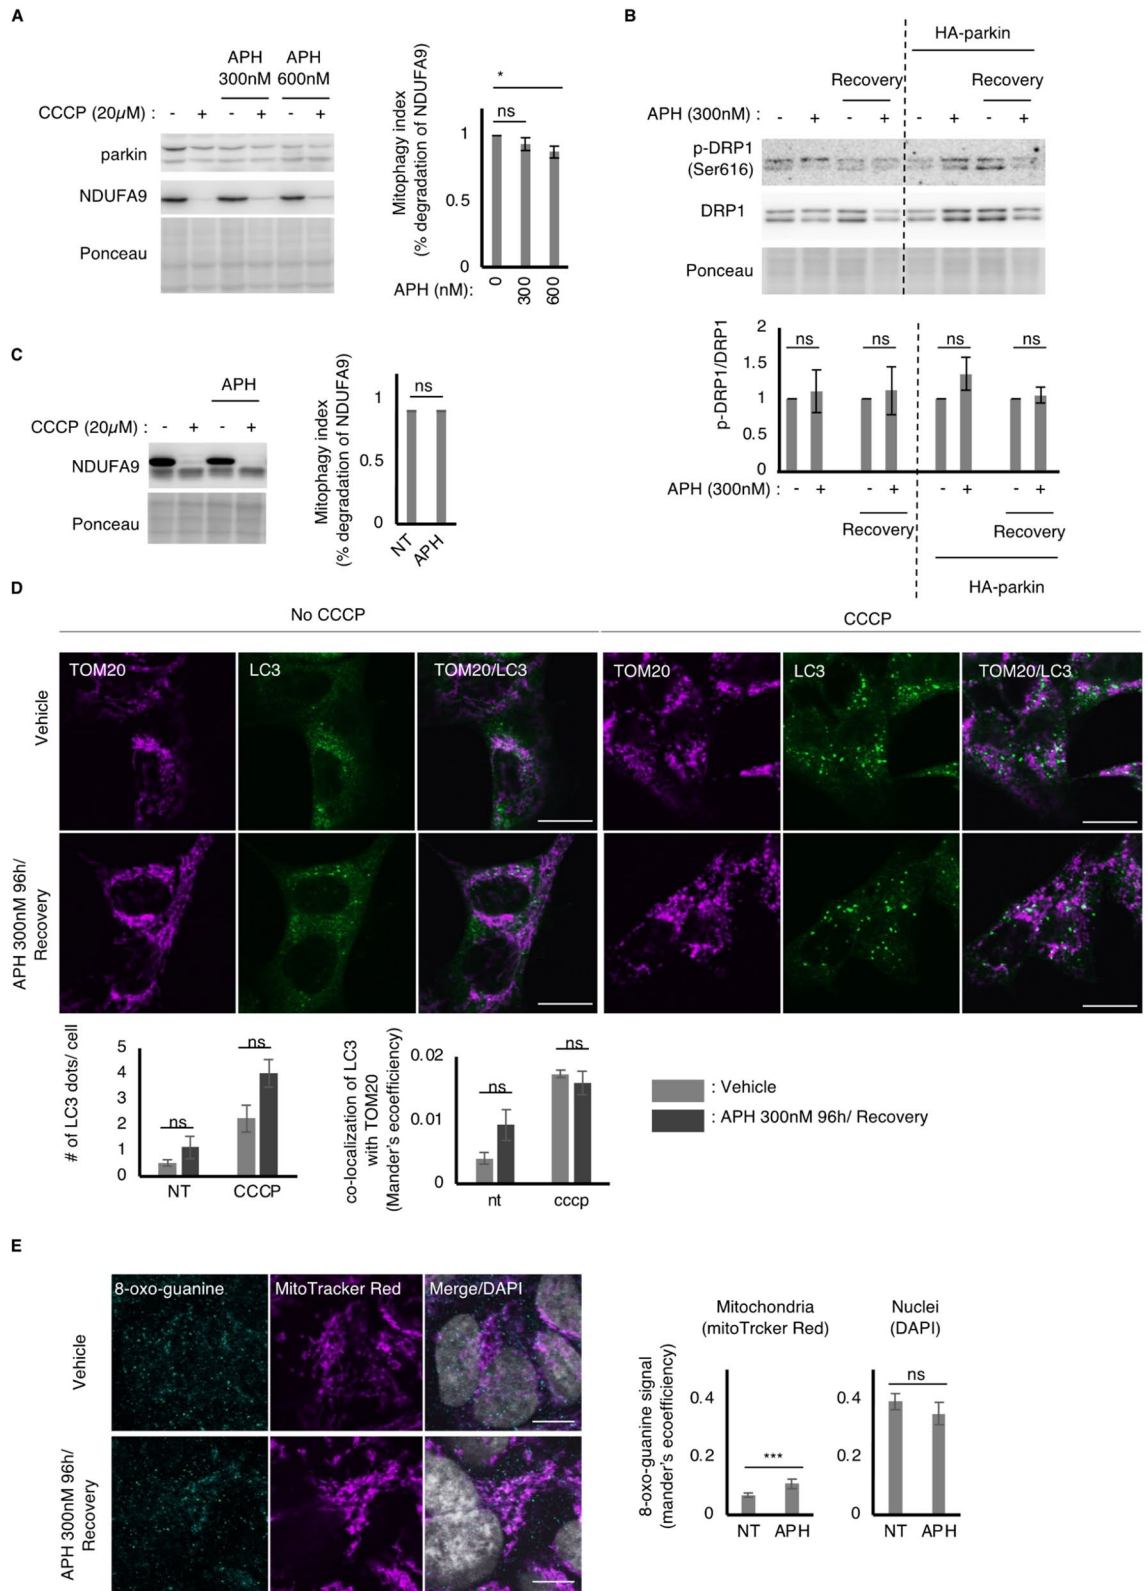 A
APH
300nM
APH
600nM
CCCP (20µM) : - + - + - +
parkin
NDUFA9
Ponceau
Mitophagy index
(% degradation of NDUFA9)
*
ns
1
0.5
0
APH (nM): 0 300 600
B
HA-parkin
Recovery
Recovery
APH (300nM) : - + - + - + - +
p-DRP1
(Ser616)
DRP1
Ponceau
p-DRP1/DRP1
2
1.5
1
0.5
0
ns ns ns ns
APH (300nM) : - + - + - + - +
Recovery
Recovery
HA-parkin
C
APH
CCCP (20µM) : - + - +
NDUFA9
Ponceau
Mitophagy index
(% degradation of NDUFA9)
ns
1
0.5
0
NT APH
D
No CCCP
CCCP
Vehicle
TOM20 LC3 TOM20/LC3 TOM20 LC3 TOM20/LC3
APH 300nM 96h/
Recovery
# of LC3 dots/ cell
5
4
3
2
1
0
ns
ns
NT CCCP
co-localization of LC3
with TOM20
(Mander's ecoefficiency)
0.02
0.01
0
ns
ns
nt cccp
: Vehicle
: APH 300nM 96h/ Recovery
E
Vehicle
8-oxo-guanine MitoTracker Red Merge/DAPI
APH 300nM 96h/
Recovery
8-oxo-guanine signal
(mander's ecoefficiency)
Mitochondria
(mitoTrcker Red)
0.4
0.2
0
***
NT APH
Nuclei
(DAPI)
0.4
0.2
0
ns
NT APH